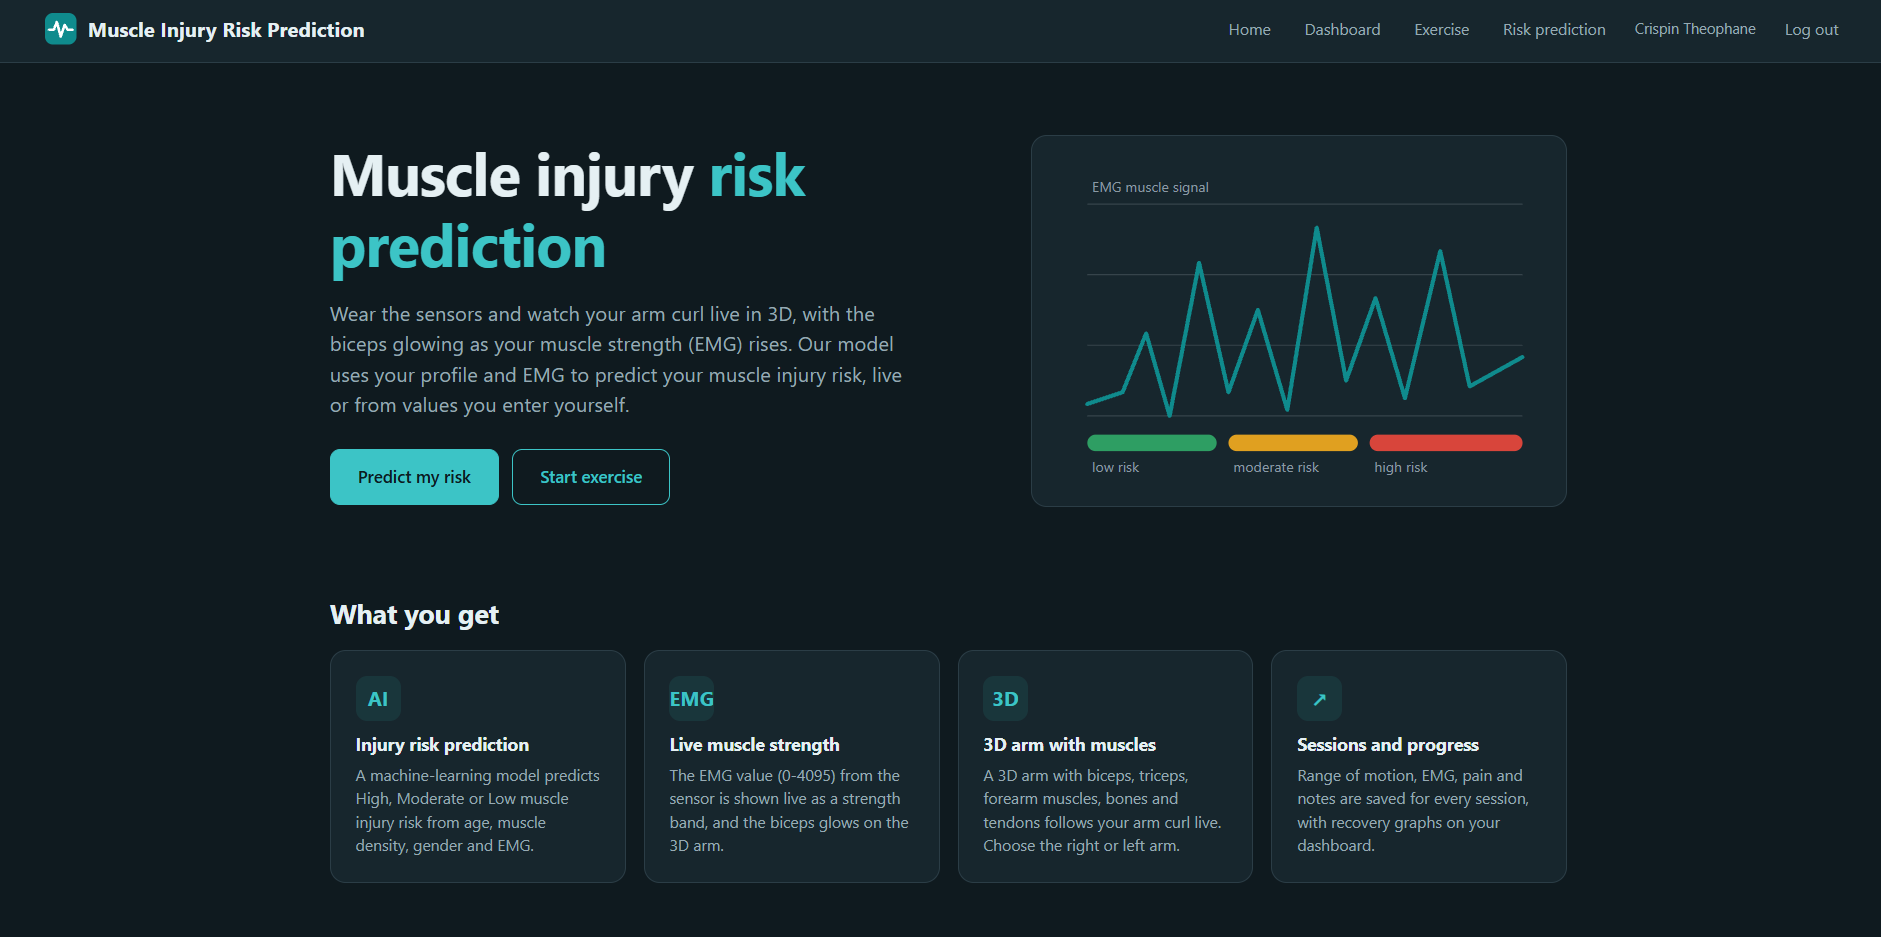 Muscle Injury Risk Prediction
Home
Dashboard
Exercise
Risk prediction
Crispin Theophane
Log out
Muscle injury risk
prediction
Wear the sensors and watch your arm curl live in 3D, with the
biceps glowing as your muscle strength (EMG) rises. Our model
uses your profile and EMG to predict your muscle injury risk, live
or from values you enter yourself.
Predict my risk
Start exercise
EMG muscle signal
low risk
moderate risk
high risk
What you get
AI
Injury risk prediction
A machine-learning model predicts
High, Moderate or Low muscle
injury risk from age, muscle
density, gender and EMG.
EMG
Live muscle strength
The EMG value (0-4095) from the
sensor is shown live as a strength
band, and the biceps glows on the
3D arm.
3D
3D arm with muscles
A 3D arm with biceps, triceps,
forearm muscles, bones and
tendons follows your arm curl live.
Choose the right or left arm.
↗
Sessions and progress
Range of motion, EMG, pain and
notes are saved for every session,
with recovery graphs on your
dashboard.